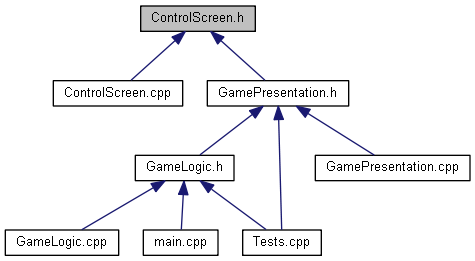 ControlScreen.h
ControlScreen.cpp
GamePresentation.h
GameLogic.h
GamePresentation.cpp
GameLogic.cpp
main.cpp
Tests.cpp